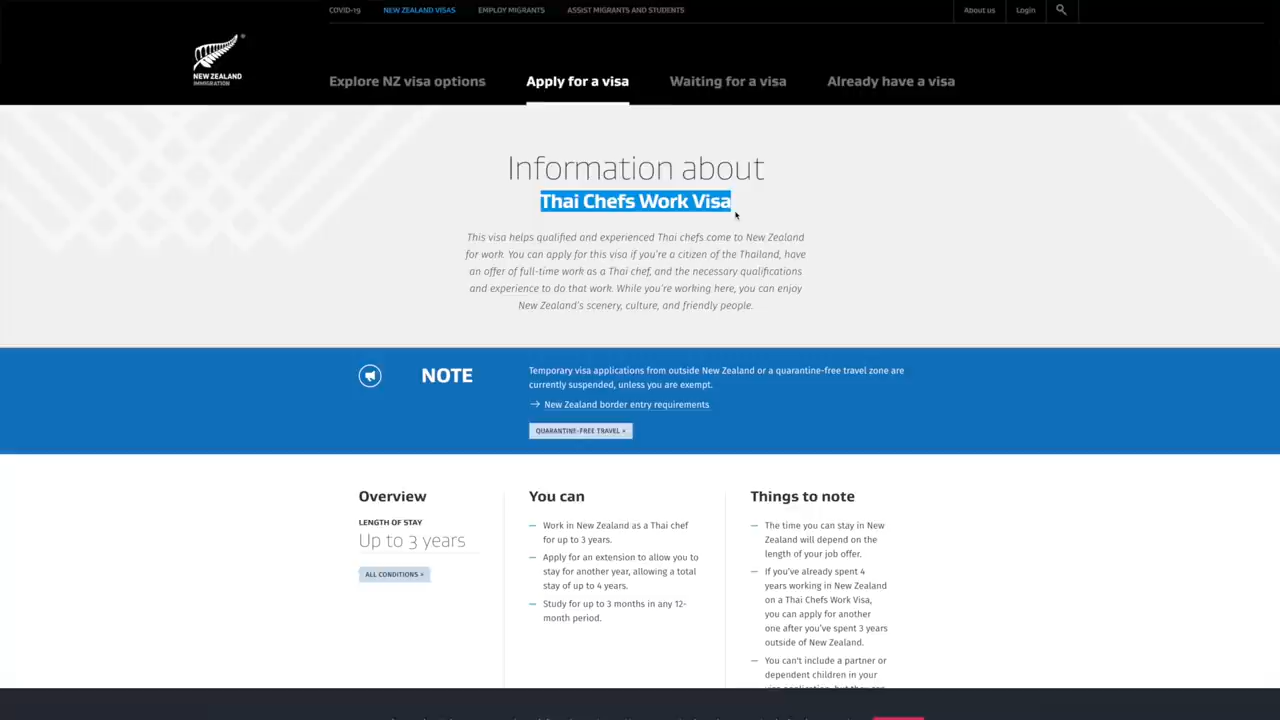 COVID-19
NEW ZEALAND VISAS
EMPLOY MIGRANTS
ASSIST MIGRANTS AND STUDENTS
About us
Login
NEW ZEALAND
IMMIGRATION
Explore NZ visa options
Apply for a visa
Waiting for a visa
Already have a visa
Information about
Thai Chefs Work Visa
This visa helps qualified and experienced Thai chefs come to New Zealand
for work. You can apply for this visa if you're a citizen of the Thailand, have
an offer of full-time work as a Thai chef, and the necessary qualifications
and experience to do that work. While you're working here, you can enjoy
New Zealand's scenery, culture, and friendly people.
NOTE
Temporary visa applications from outside New Zealand or a quarantine-free travel zone are
currently suspended, unless you are exempt.
New Zealand border entry requirements
QUARANTINE-FREE TRAVEL »
Overview
LENGTH OF STAY
Up to 3 years
ALL CONDITIONS »
You can
— Work in New Zealand as a Thai chef
for up to 3 years.
— Apply for an extension to allow you to
stay for another year, allowing a total
stay of up to 4 years.
— Study for up to 3 months in any 12-
month period.
Things to note
— The time you can stay in New
Zealand will depend on the
length of your job offer.
— If you've already spent 4
years working in New Zealand
on a Thai Chefs Work Visa,
you can apply for another
one after you've spent 3 years
outside of New Zealand.
— You can't include a partner or
dependent children in your